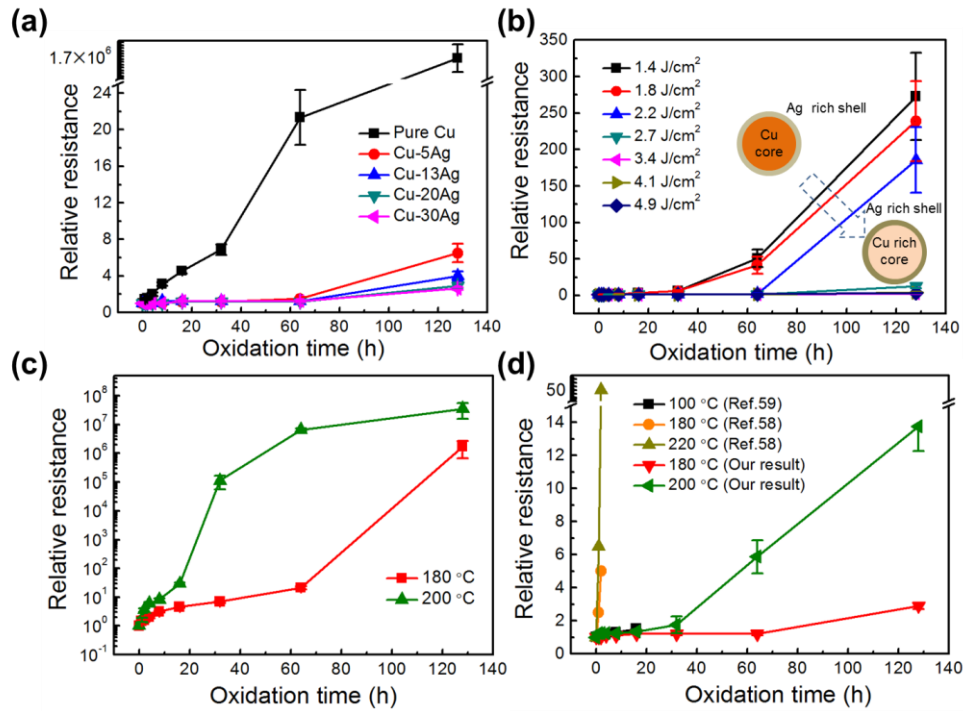 (a)
1.7×10⁶
24
20
16
12
8
4
0
Relative resistance
Pure Cu
Cu-5Ag
Cu-13Ag
Cu-20Ag
Cu-30Ag
0 20 40 60 80 100 120 140
Oxidation time (h)
(b)
350
300
250
200
150
100
50
0
Relative resistance
1.4 J/cm²
1.8 J/cm²
2.2 J/cm²
2.7 J/cm²
3.4 J/cm²
4.1 J/cm²
4.9 J/cm²
Ag rich shell
Cu
core
Ag rich shell
Cu rich
core
0 20 40 60 80 100 120 140
Oxidation time (h)
(c)
10⁸
10⁷
10⁶
10⁵
10⁴
10³
10²
10¹
10⁰
10⁻¹
Relative resistance
180 °C
200 °C
0 20 40 60 80 100 120 140
Oxidation time (h)
(d)
50
14
12
10
8
6
4
2
0
Relative resistance
100 °C (Ref.59)
180 °C (Ref.58)
220 °C (Ref.58)
180 °C (Our result)
200 °C (Our result)
0 20 40 60 80 100 120 140
Oxidation time (h)